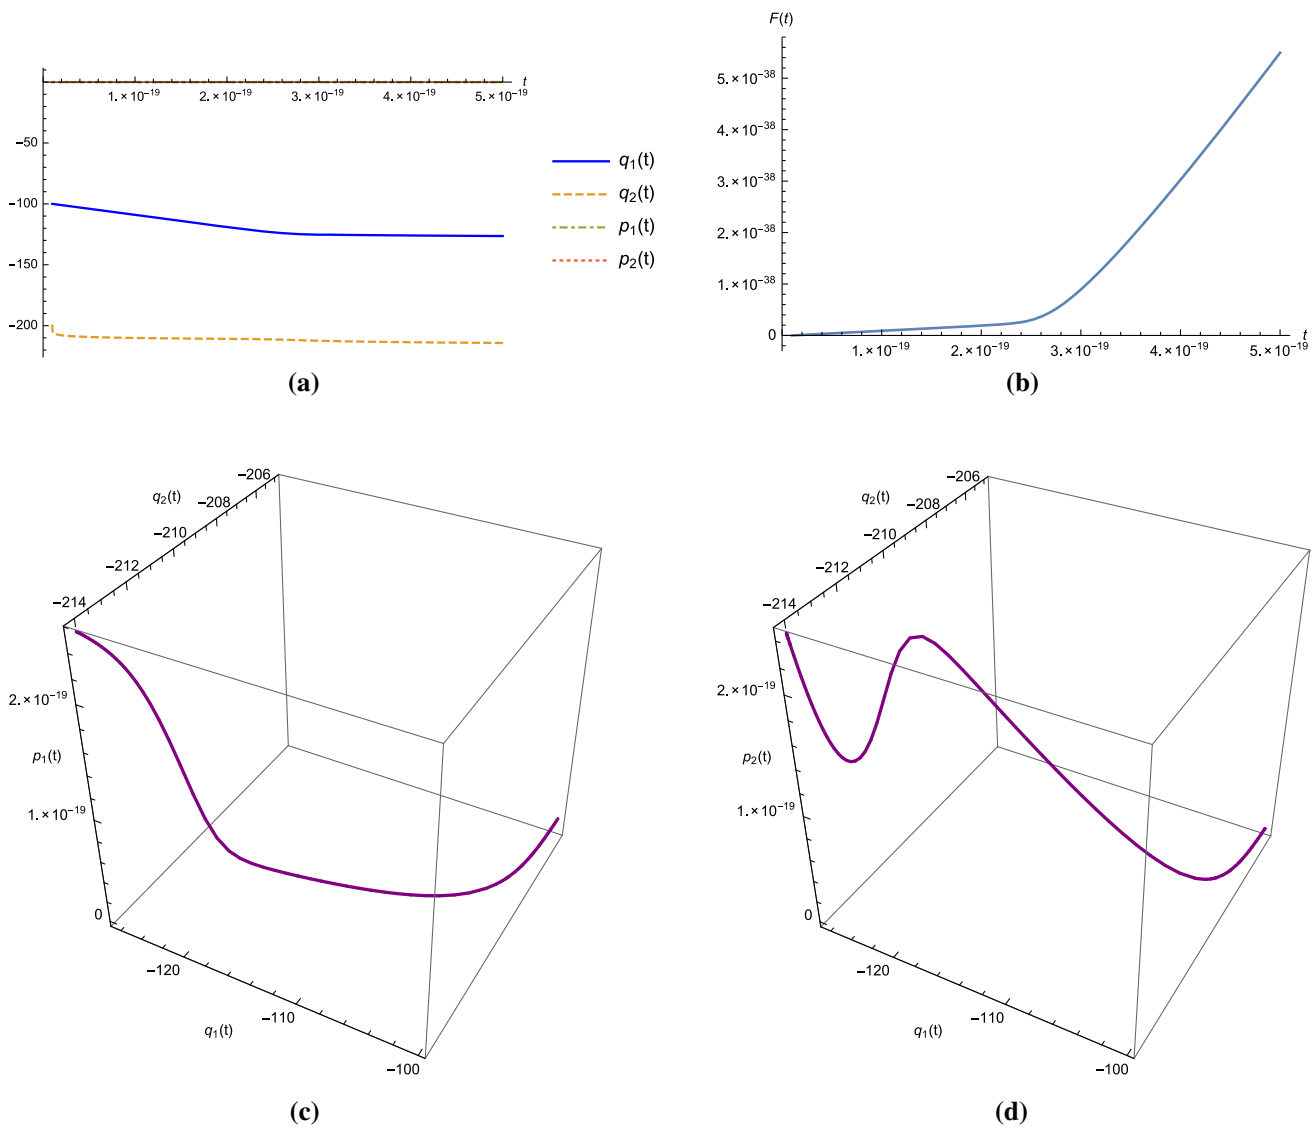 t
1.×10⁻¹⁹ 2.×10⁻¹⁹ 3.×10⁻¹⁹ 4.×10⁻¹⁹ 5.×10⁻¹⁹
−50
−100
−150
−200
q₁(t)
q₂(t)
p₁(t)
p₂(t)
(a)
F(t)
5.×10⁻³⁸
4.×10⁻³⁸
3.×10⁻³⁸
2.×10⁻³⁸
1.×10⁻³⁸
0
t
1.×10⁻¹⁹ 2.×10⁻¹⁹ 3.×10⁻¹⁹ 4.×10⁻¹⁹ 5.×10⁻¹⁹
(b)
−206
q₂(t)
−208
−210
−212
−214
2.×10⁻¹⁹
p₁(t)
1.×10⁻¹⁹
0
−120
−110
q₁(t)
−100
(c)
−206
q₂(t)
−208
−210
−212
−214
2.×10⁻¹⁹
p₂(t)
1.×10⁻¹⁹
0
−120
−110
q₁(t)
−100
(d)